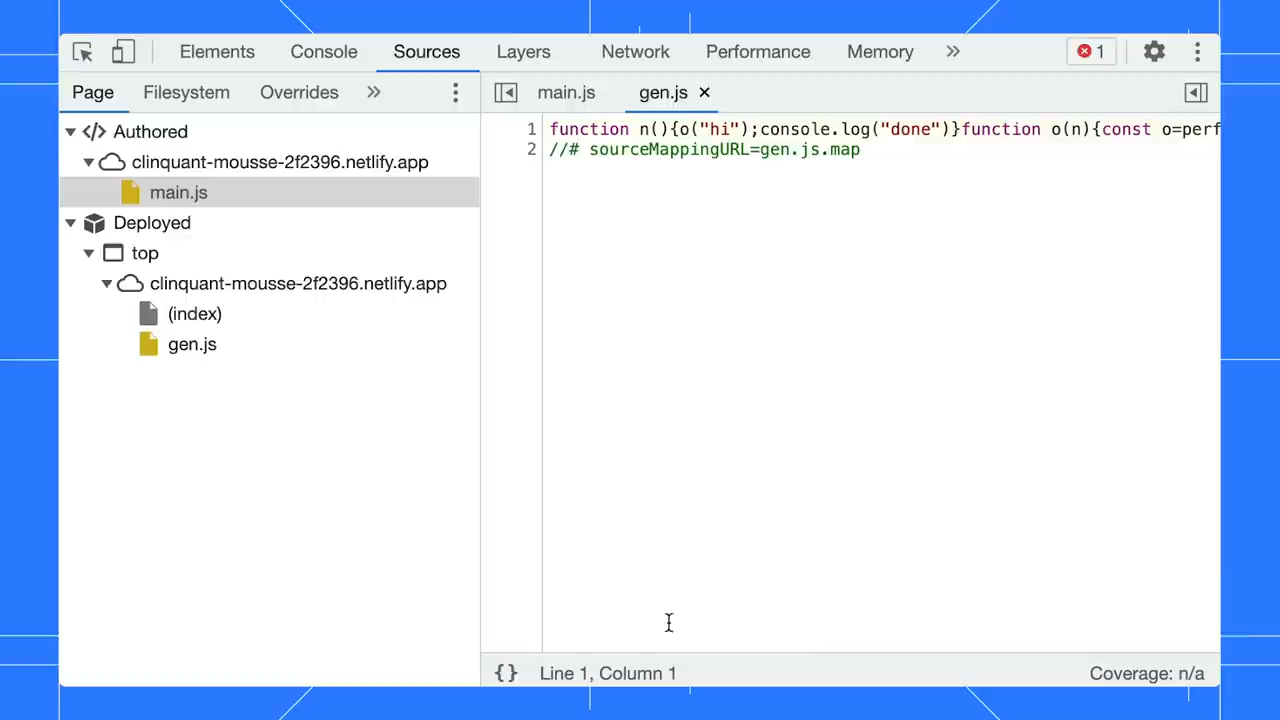 Elements Console Sources Layers Network Performance Memory » 1
Page Filesystem Overrides » main.js gen.js ×
Authored
clinquant-mousse-2f2396.netlify.app
main.js
Deployed
top
clinquant-mousse-2f2396.netlify.app
(index)
gen.js
1 function n(){o("hi");console.log("done")}function o(n){const o=perf
2 //# sourceMappingURL=gen.js.map
{} Line 1, Column 1 Coverage: n/a